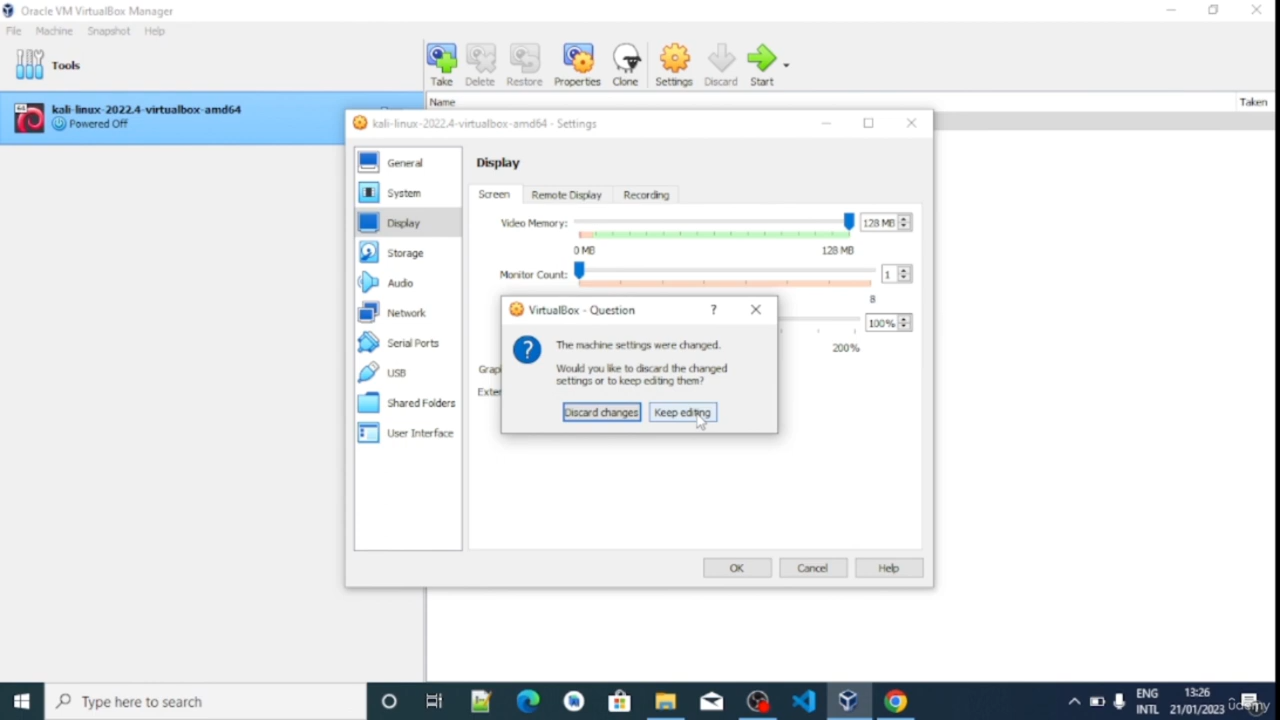 Oracle VM VirtualBox Manager
File Machine Snapshot Help
Tools
Take Delete Restore Properties Clone Settings Discard Start
kali-linux-2022.4-virtualbox-amd64
Powered Off
Name Taken
kali-linux-2022.4-virtualbox-amd64 - Settings
General
System
Display
Storage
Audio
Network
Serial Ports
USB
Shared Folders
User Interface
Display
Screen Remote Display Recording
Video Memory: 128 MB
0 MB 128 MB
Monitor Count: 1
8
100%
200%
Grap
Exter
VirtualBox - Question ?
The machine settings were changed.
Would you like to discard the changed
settings or to keep editing them?
Discard changes Keep editing
OK Cancel Help
Type here to search
ENG
INTL
13:26
21/01/2023
udemy